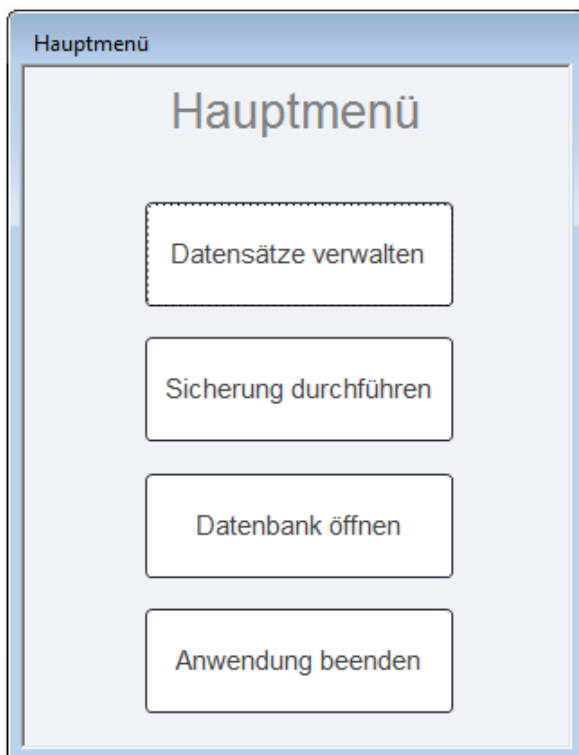 Hauptmenü
Hauptmenü
Datensätze verwalten
Sicherung durchführen
Datenbank öffnen
Anwendung beenden